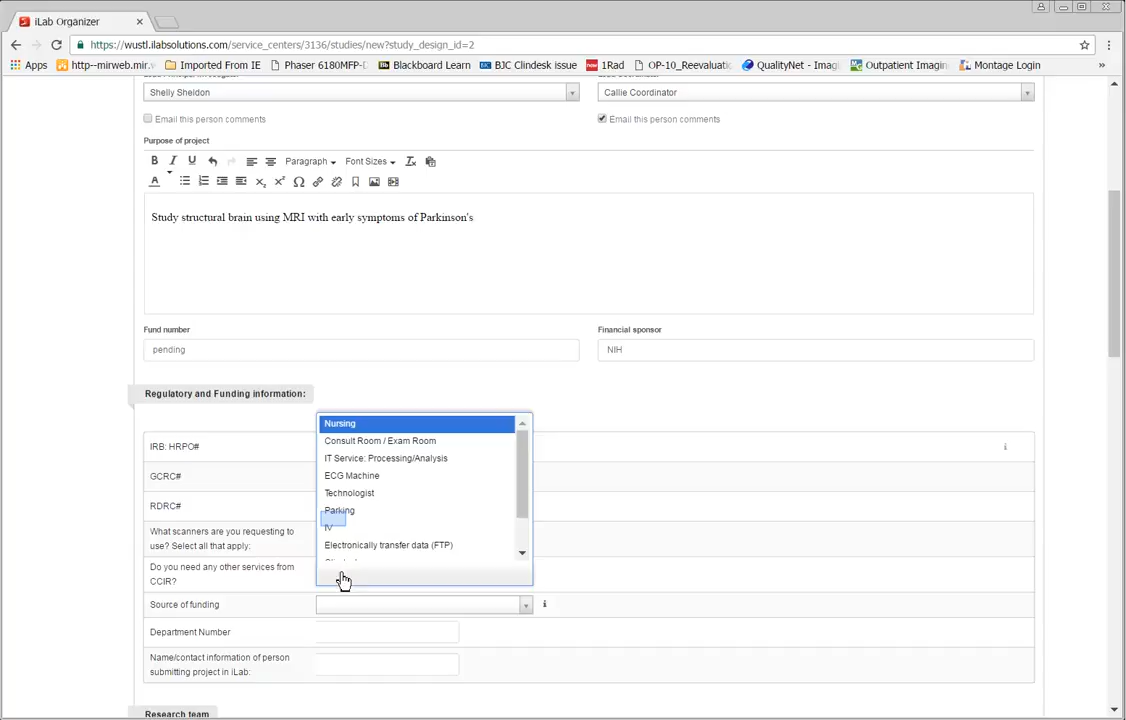 iLab Organizer
https://wustl.ilabsolutions.com/service_centers/3136/studies/new?study_design_id=2
Apps http--mirweb.mir.w Imported From IE Phaser 6180MFP-D Blackboard Learn BJC Clindesk issue 1Rad OP-10_Reevaluatio QualityNet - Imagi Outpatient Imaging Montage Login »
Shelly Sheldon Callie Coordinator
Email this person comments Email this person comments
Purpose of project
B I U Paragraph Font Sizes
A
Study structural brain using MRI with early symptoms of Parkinson's
Fund number Financial sponsor
pending NIH
Regulatory and Funding information:
Nursing
Consult Room / Exam Room
IT Service: Processing/Analysis
ECG Machine
Technologist
Parking
IV
Electronically transfer data (FTP)
IRB: HRPO#
GCRC#
RDRC#
What scanners are you requesting to
use? Select all that apply:
Do you need any other services from
CCIR?
Source of funding
Department Number
Name/contact information of person
submitting project in iLab:
Research team